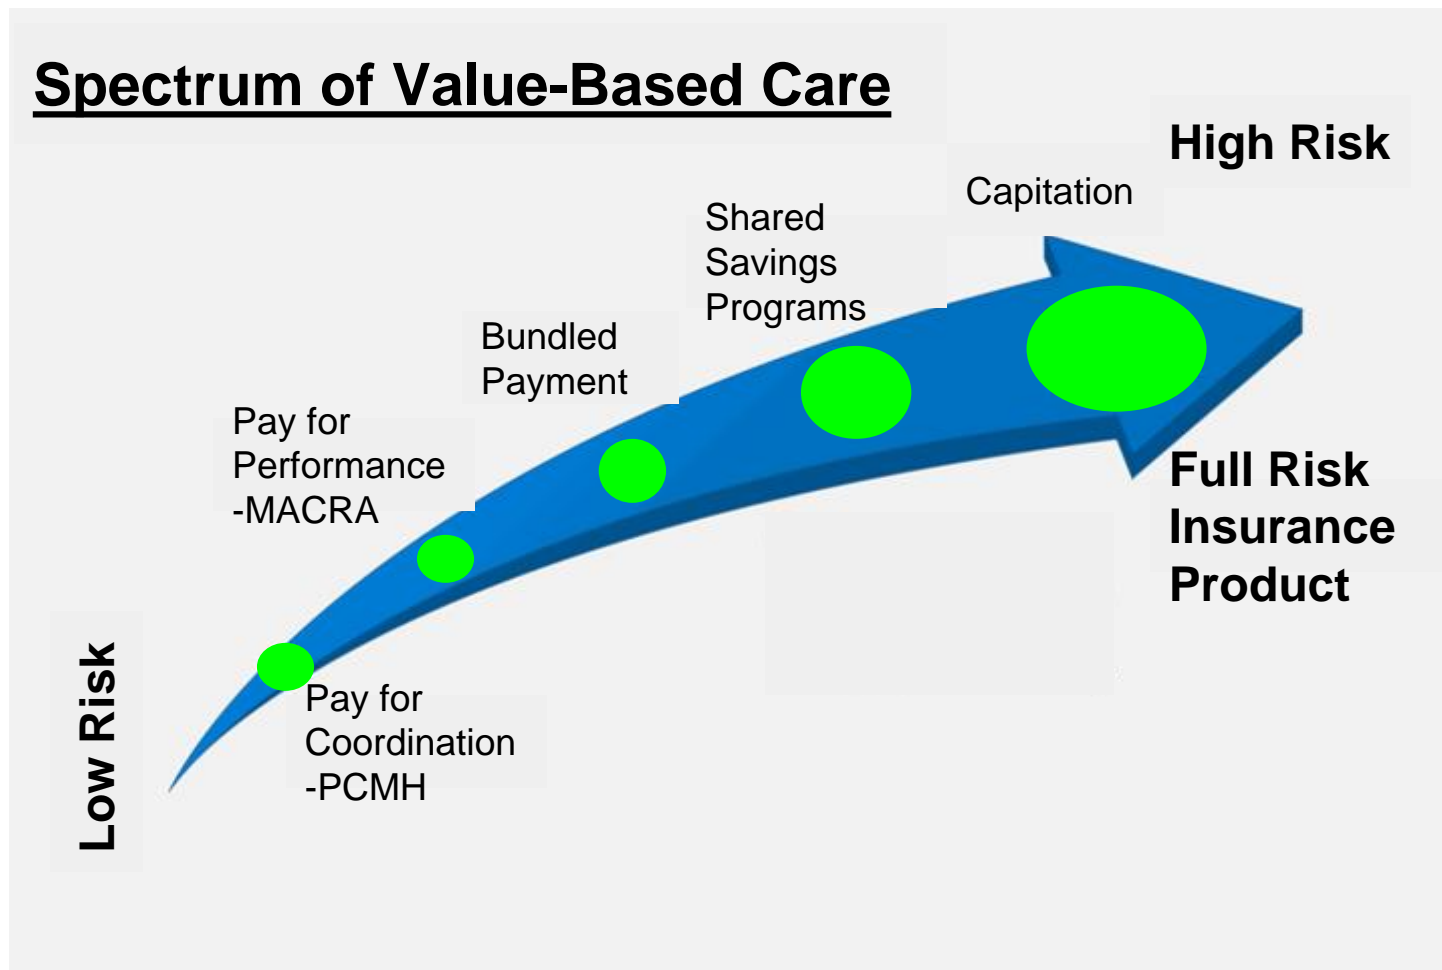 Spectrum of Value-Based Care
High Risk
Capitation
Shared
Savings
Programs
Bundled
Payment
Pay for
Performance
-MACRA
Full Risk
Insurance
Product
Low Risk
Pay for
Coordination
-PCMH